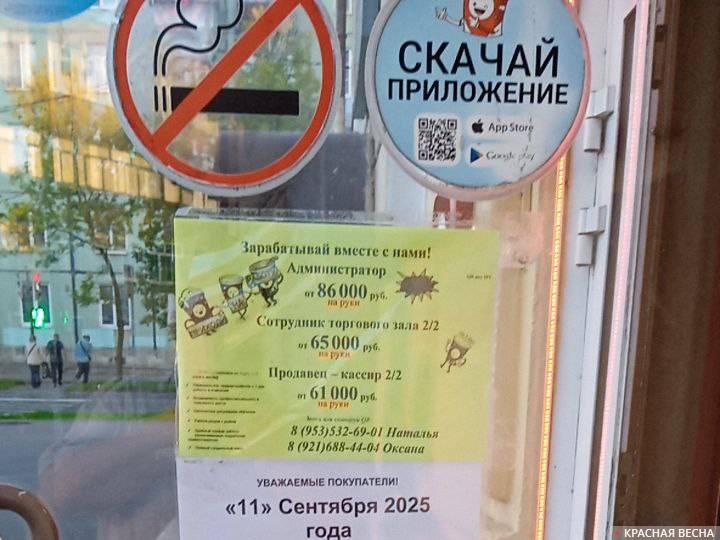 СКАЧАЙ
ПРИЛОЖЕНИЕ
App Store
Google play
Зарабатывай вместе с нами!
Администратор
от 86 000 руб.
на руки
Сотрудник торгового зала 2/2
от 65 000 руб.
на руки
Продавец – кассир 2/2
от 61 000 руб.
на руки
8 (953)532-69-01 Наталья
8 (921)688-44-04 Оксана
УВАЖАЕМЫЕ ПОКУПАТЕЛИ!
«11» Сентября 2025
года
КРАСНАЯ ВЕСНА